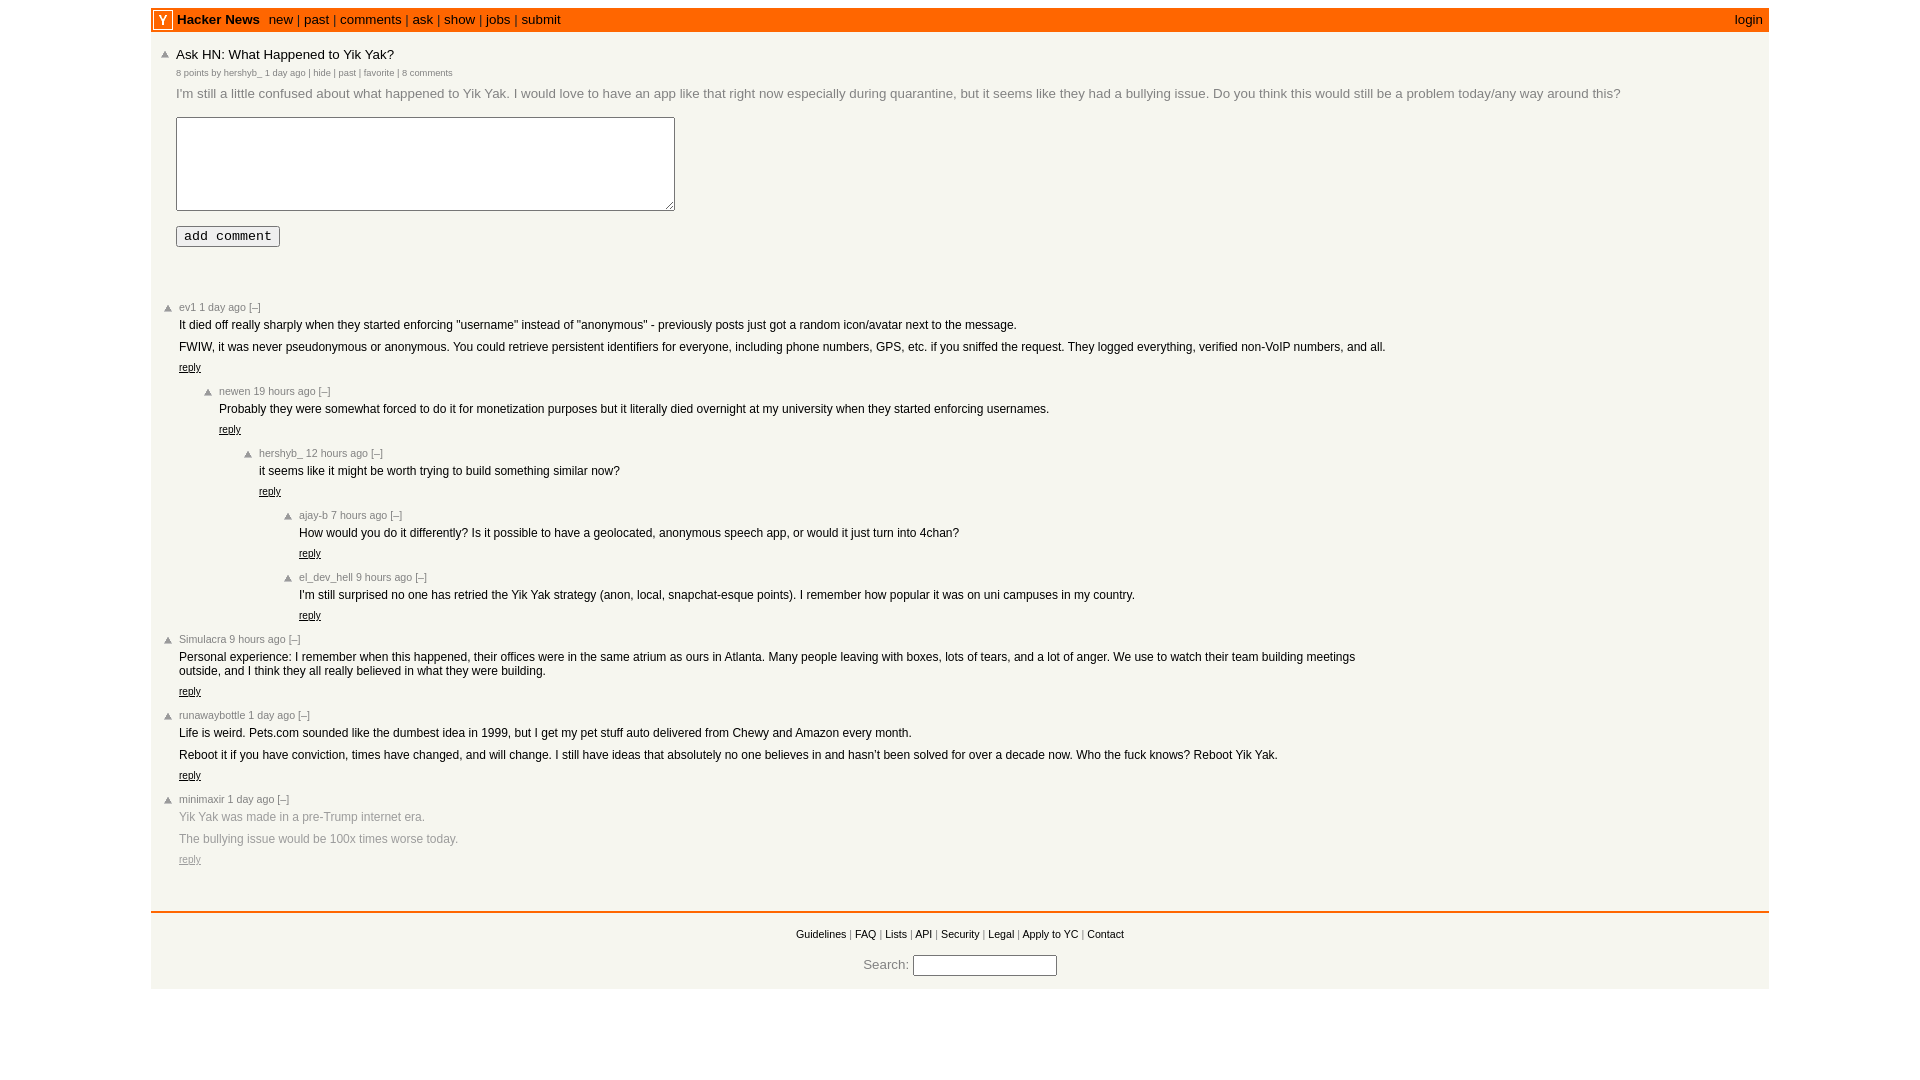 Y Hacker News new | past | comments | ask | show | jobs | submit login
Ask HN: What Happened to Yik Yak?
8 points by hershyb_ 1 day ago | hide | past | favorite | 8 comments
I'm still a little confused about what happened to Yik Yak. I would love to have an app like that right now especially during quarantine, but it seems like they had a bullying issue. Do you think this would still be a problem today/any way around this?
add comment
ev1 1 day ago [–]
It died off really sharply when they started enforcing "username" instead of "anonymous" - previously posts just got a random icon/avatar next to the message.
FWIW, it was never pseudonymous or anonymous. You could retrieve persistent identifiers for everyone, including phone numbers, GPS, etc. if you sniffed the request. They logged everything, verified non-VoIP numbers, and all.
reply
newen 19 hours ago [–]
Probably they were somewhat forced to do it for monetization purposes but it literally died overnight at my university when they started enforcing usernames.
reply
hershyb_ 12 hours ago [–]
it seems like it might be worth trying to build something similar now?
reply
ajay-b 7 hours ago [–]
How would you do it differently? Is it possible to have a geolocated, anonymous speech app, or would it just turn into 4chan?
reply
el_dev_hell 9 hours ago [–]
I'm still surprised no one has retried the Yik Yak strategy (anon, local, snapchat-esque points). I remember how popular it was on uni campuses in my country.
reply
Simulacra 9 hours ago [–]
Personal experience: I remember when this happened, their offices were in the same atrium as ours in Atlanta. Many people leaving with boxes, lots of tears, and a lot of anger. We use to watch their team building meetings
outside, and I think they all really believed in what they were building.
reply
runawaybottle 1 day ago [–]
Life is weird. Pets.com sounded like the dumbest idea in 1999, but I get my pet stuff auto delivered from Chewy and Amazon every month.
Reboot it if you have conviction, times have changed, and will change. I still have ideas that absolutely no one believes in and hasn’t been solved for over a decade now. Who the fuck knows? Reboot Yik Yak.
reply
minimaxir 1 day ago [–]
Yik Yak was made in a pre-Trump internet era.
The bullying issue would be 100x times worse today.
reply
Guidelines | FAQ | Lists | API | Security | Legal | Apply to YC | Contact
Search: